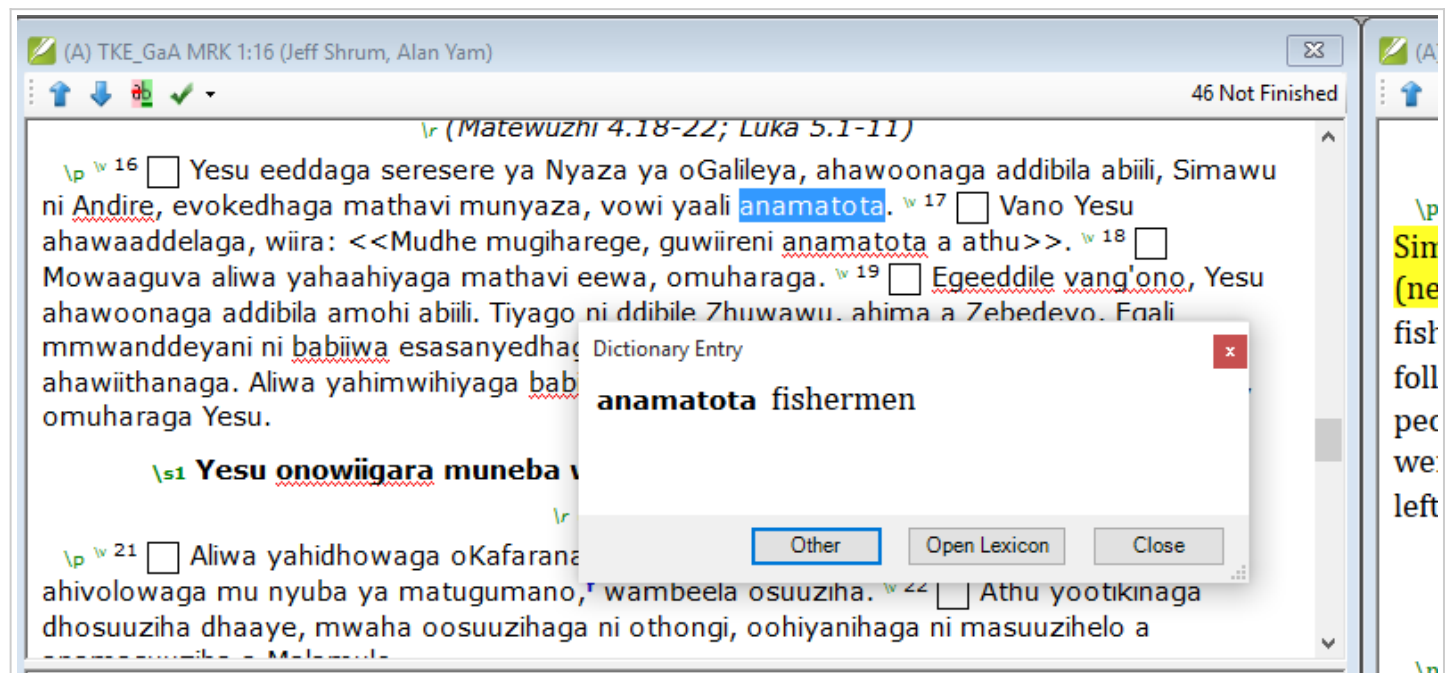 (A) TKE_GaA MRK 1:16 (Jeff Shrum, Alan Yam)
(A)
46 Not Finished
\r (Matewuzhi 4.18-22; Luka 5.1-11)
\p \v 16 Yesu eeddaga seresere ya Nyaza ya oGalileya, ahawoonaga addibila abiili, Simawu
ni Andire, evokedhaga mathavi munyaza, vowi yaali anamatota. \v 17 Vano Yesu
ahawaaddelaga, wiira: <<Mudhe mugiharege, guwiireni anamatota a athu>>. \v 18
Mowaaguva aliwa yahaahiyaga mathavi eewa, omuharaga. \v 19 Egeeddile vang'ono, Yesu
ahawoonaga addibila amohi abiili. Tiyago ni ddibile Zhuwawu, ahima a Zebedeyo. Egali
mmwanddeyani ni babiiwa esasanyedhag
ahawiithanaga. Aliwa yahimwihiyaga bab
omuharaga Yesu.
\s1 Yesu onowiigara muneba
\r
\p \v 21 Aliwa yahidhowaga oKafarana
ahivolowaga mu nyuba ya matugumano,f wambeela osuuziha. \v 22 Athu yootikinaga
dhosuuziha dhaaye, mwaha oosuuzihaga ni othongi, oohiyanihaga ni masuuzihelo a
Dictionary Entry
anamatota fishermen
Other Open Lexicon Close
\p
Sim
(ne
fish
foll
peo
wer
left